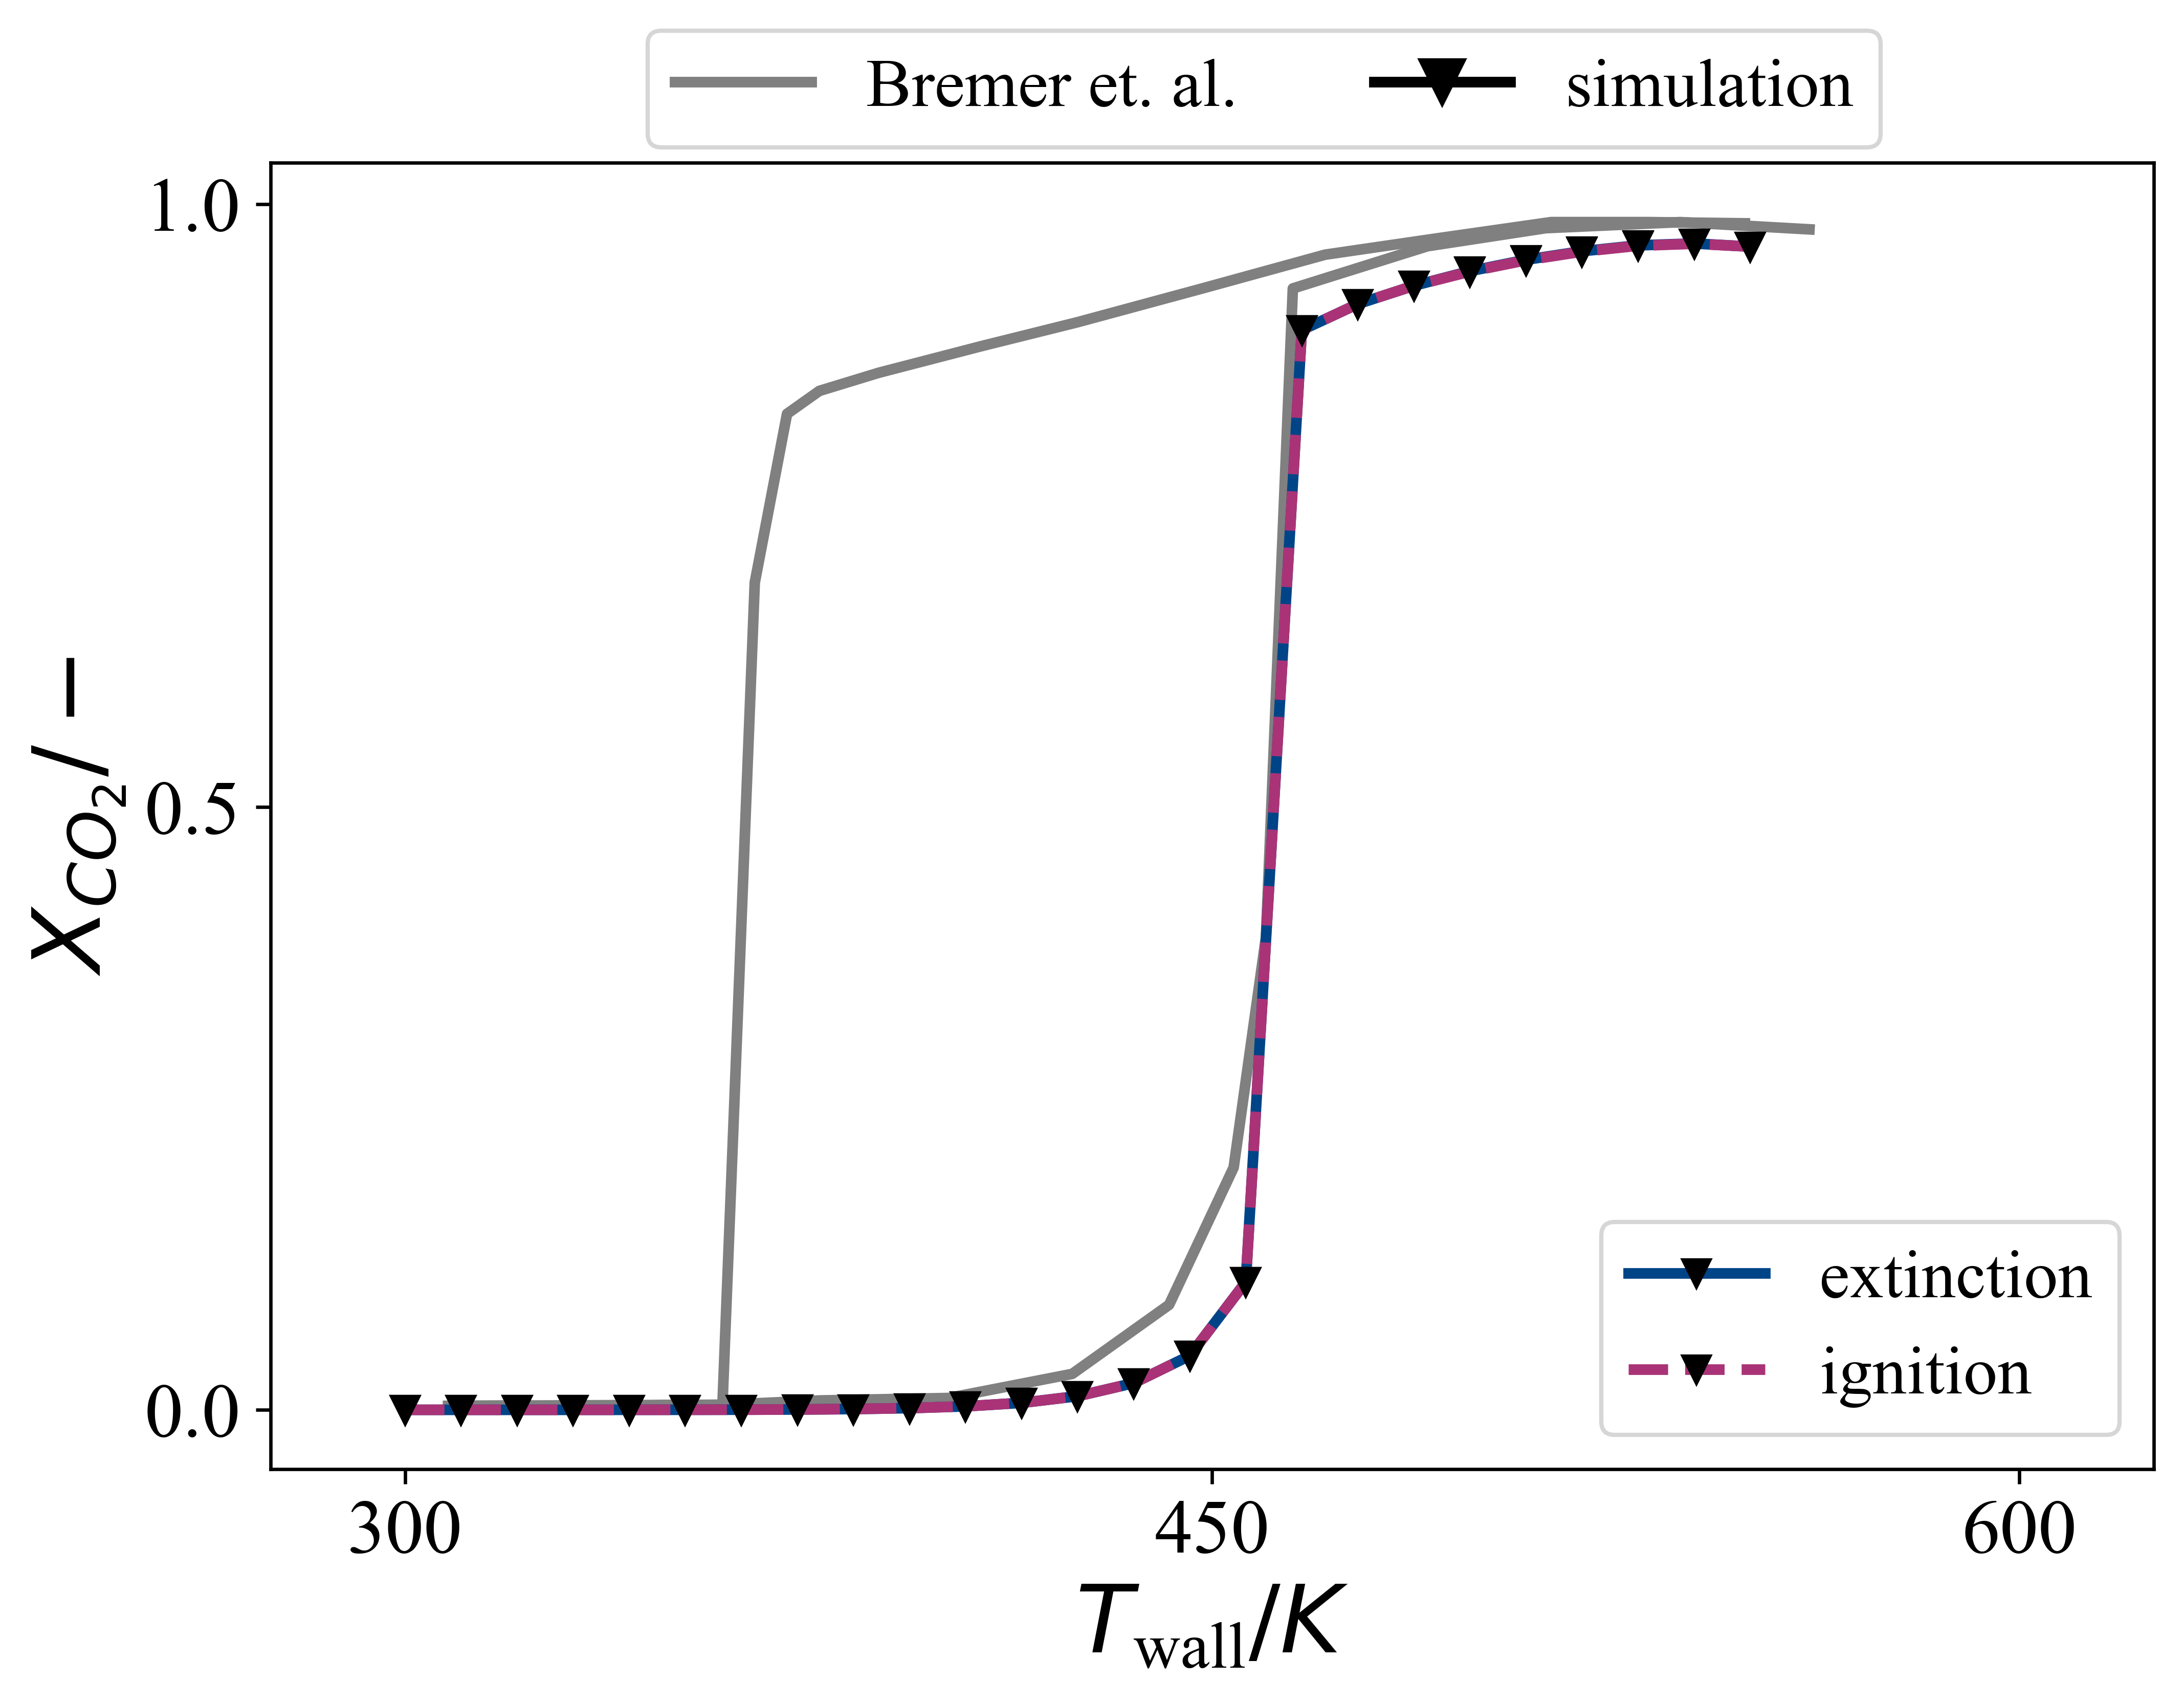 Bremer et. al.
simulation
1.0
0.5
0.0
X_{CO_2}/ −
extinction
ignition
300
450
600
T_{wall}/K